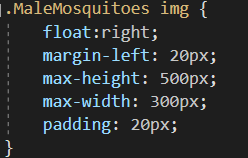 .MaleMosquitoes img {
float:right;
margin-left: 20px;
max-height: 500px;
max-width: 300px;
padding: 20px;
}